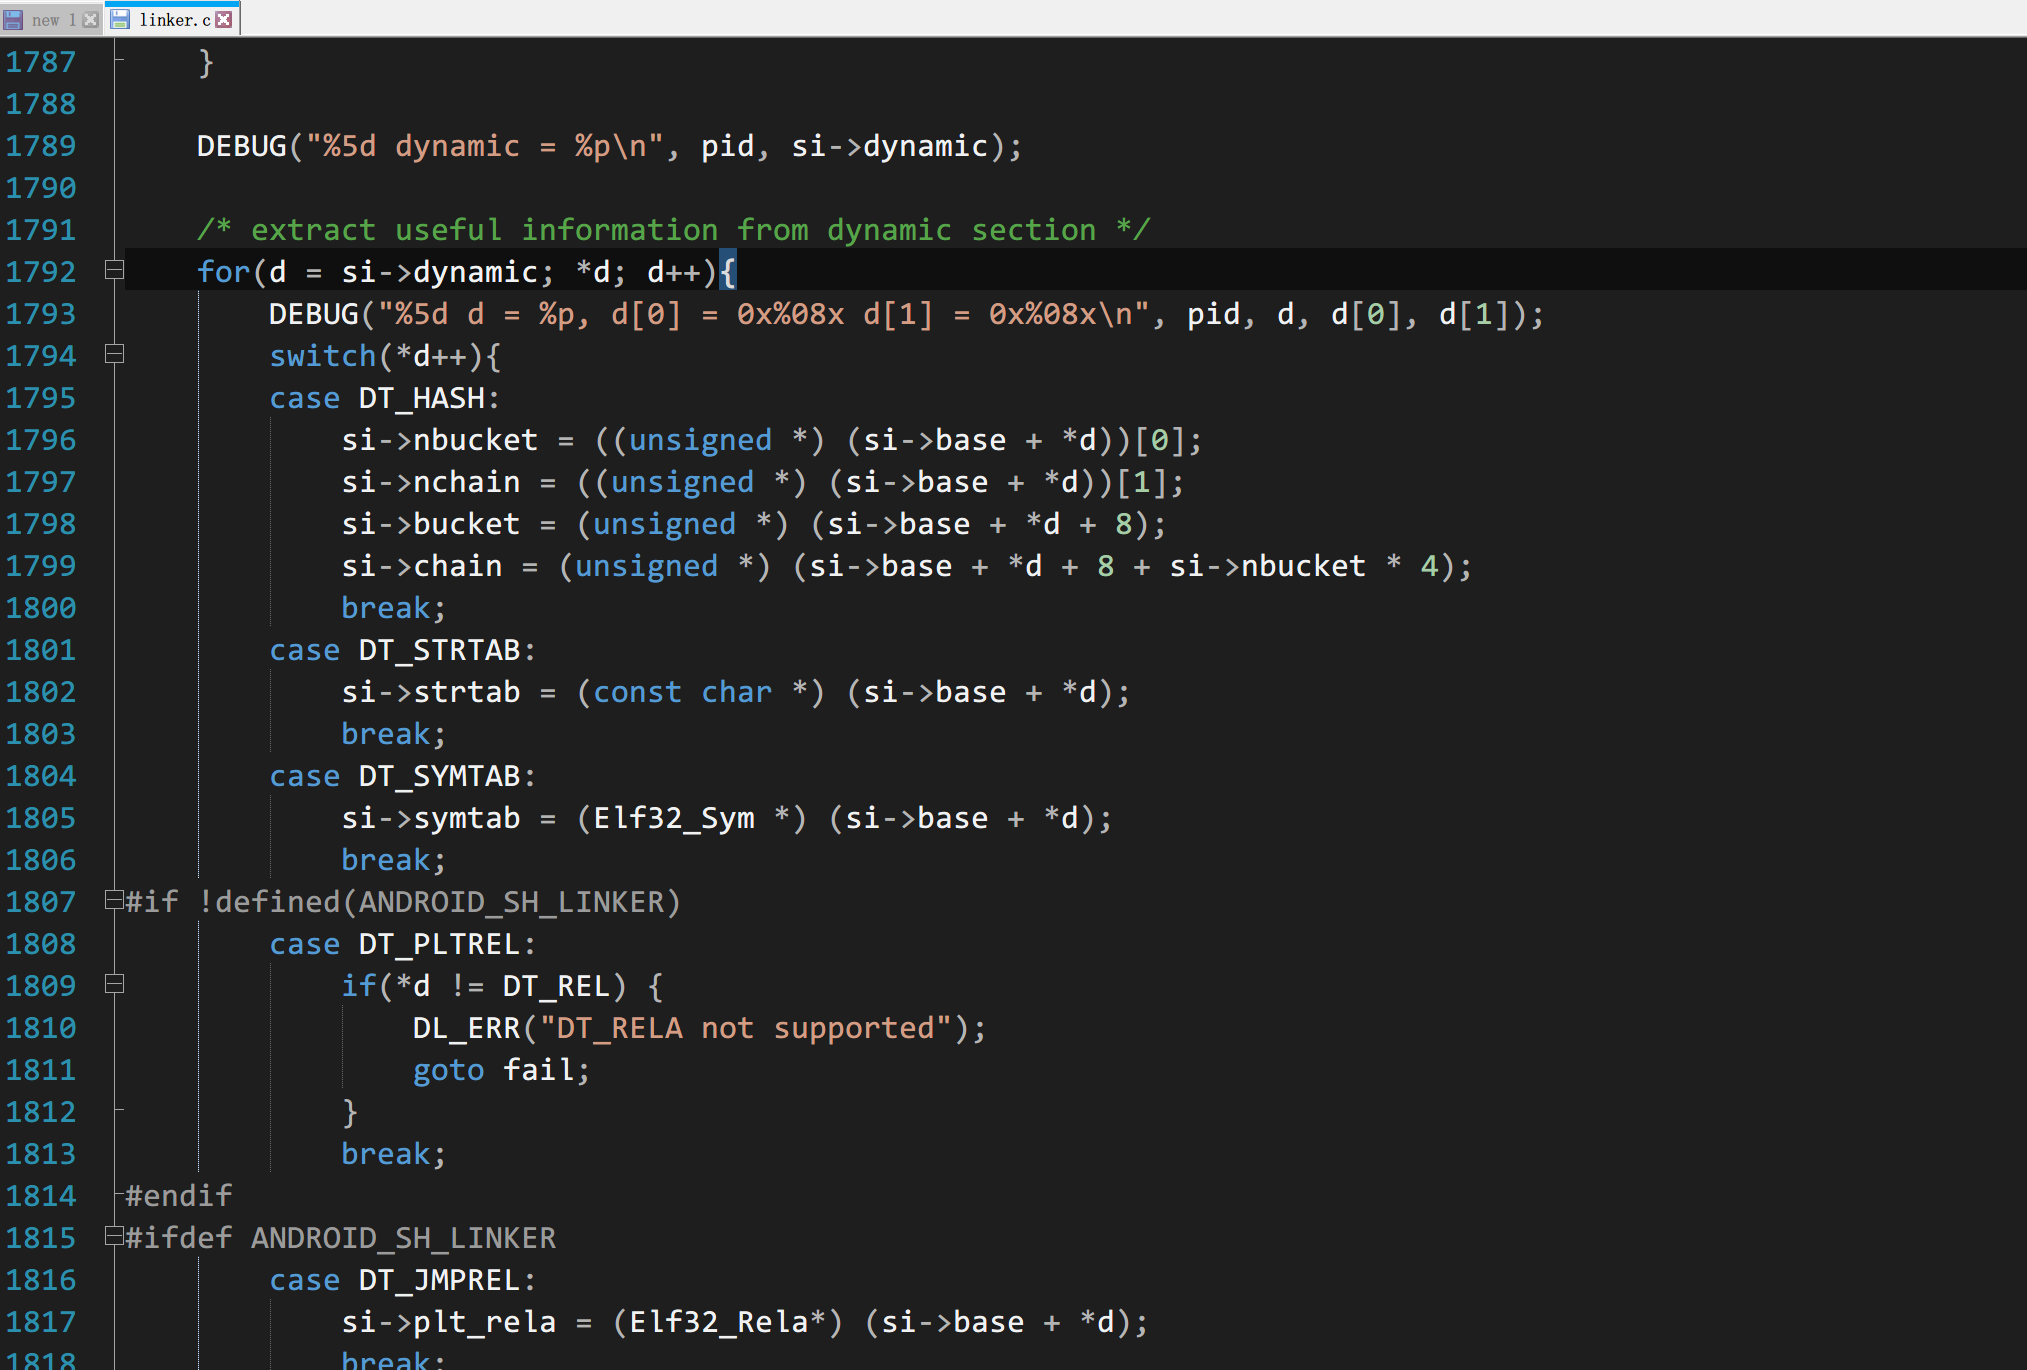 new 1 linker.c
1787 }
1788
1789 DEBUG("%5d dynamic = %p\n", pid, si->dynamic);
1790
1791 /* extract useful information from dynamic section */
1792 for(d = si->dynamic; *d; d++){
1793 DEBUG("%5d d = %p, d[0] = 0x%08x d[1] = 0x%08x\n", pid, d, d[0], d[1]);
1794 switch(*d++){
1795 case DT_HASH:
1796 si->nbucket = ((unsigned *) (si->base + *d))[0];
1797 si->nchain = ((unsigned *) (si->base + *d))[1];
1798 si->bucket = (unsigned *) (si->base + *d + 8);
1799 si->chain = (unsigned *) (si->base + *d + 8 + si->nbucket * 4);
1800 break;
1801 case DT_STRTAB:
1802 si->strtab = (const char *) (si->base + *d);
1803 break;
1804 case DT_SYMTAB:
1805 si->symtab = (Elf32_Sym *) (si->base + *d);
1806 break;
1807 #if !defined(ANDROID_SH_LINKER)
1808 case DT_PLTREL:
1809 if(*d != DT_REL) {
1810 DL_ERR("DT_RELA not supported");
1811 goto fail;
1812 }
1813 break;
1814 #endif
1815 #ifdef ANDROID_SH_LINKER
1816 case DT_JMPREL:
1817 si->plt_rela = (Elf32_Rela*) (si->base + *d);
1818 break;